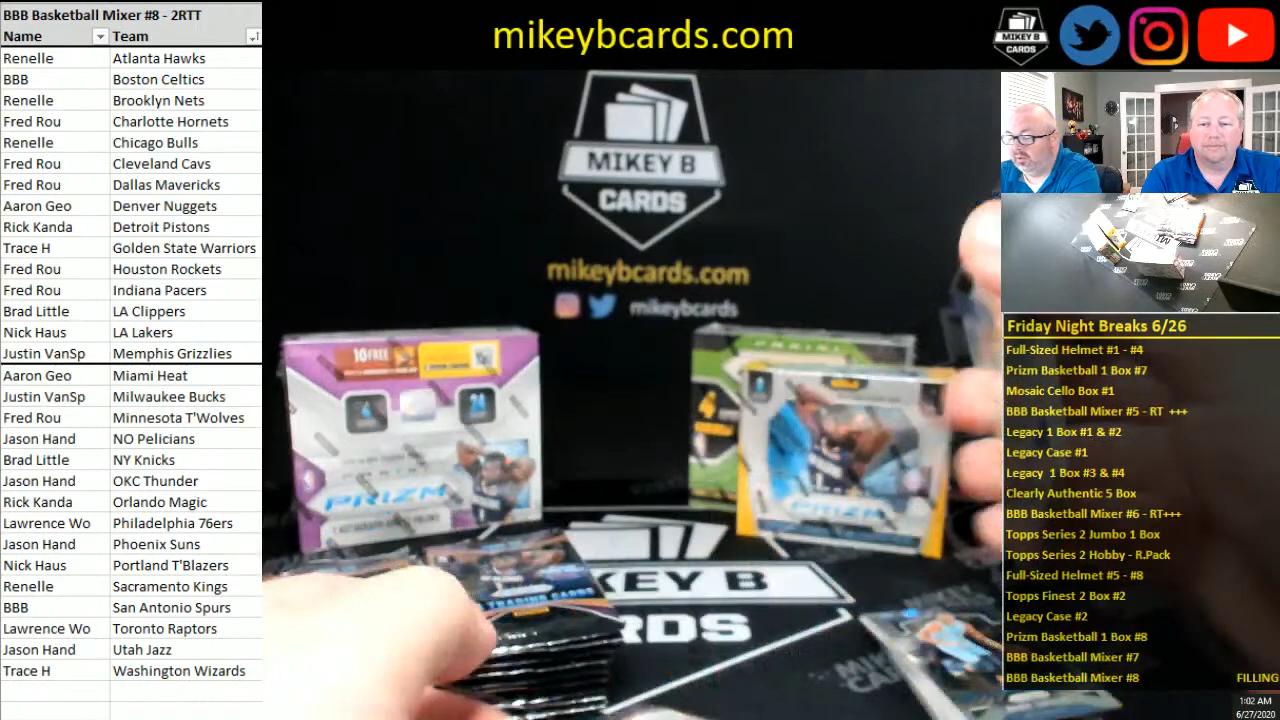 BBB Basketball Mixer #8 - 2RTT
Name Team
Renelle Atlanta Hawks
BBB Boston Celtics
Renelle Brooklyn Nets
Fred Rou Charlotte Hornets
Renelle Chicago Bulls
Fred Rou Cleveland Cavs
Fred Rou Dallas Mavericks
Aaron Geo Denver Nuggets
Rick Kanda Detroit Pistons
Trace H Golden State Warriors
Fred Rou Houston Rockets
Fred Rou Indiana Pacers
Brad Little LA Clippers
Nick Haus LA Lakers
Justin VanSp Memphis Grizzlies
Aaron Geo Miami Heat
Justin VanSp Milwaukee Bucks
Fred Rou Minnesota T'Wolves
Jason Hand NO Pelicians
Brad Little NY Knicks
Jason Hand OKC Thunder
Rick Kanda Orlando Magic
Lawrence Wo Philadelphia 76ers
Jason Hand Phoenix Suns
Nick Haus Portland T'Blazers
Renelle Sacramento Kings
BBB San Antonio Spurs
Lawrence Wo Toronto Raptors
Jason Hand Utah Jazz
Trace H Washington Wizards
mikeybcards.com
MIKEY B
CARDS
MIKEY B
CARDS
mikeybcards.com
mikeybcards
10 FREE
PRIZM
PANINI
4
PRIZM
TRADING CARDS
KEY B
RDS
Friday Night Breaks 6/26
Full-Sized Helmet #1 - #4
Prizm Basketball 1 Box #7
Mosaic Cello Box #1
BBB Basketball Mixer #5 - RT +++
Legacy 1 Box #1 & #2
Legacy Case #1
Legacy 1 Box #3 & #4
Clearly Authentic 5 Box
BBB Basketball Mixer #6 - RT+++
Topps Series 2 Jumbo 1 Box
Topps Series 2 Hobby - R.Pack
Full-Sized Helmet #5 - #8
Topps Finest 2 Box #2
Legacy Case #2
Prizm Basketball 1 Box #8
BBB Basketball Mixer #7
BBB Basketball Mixer #8 FILLING
1:02 AM
6/27/2020